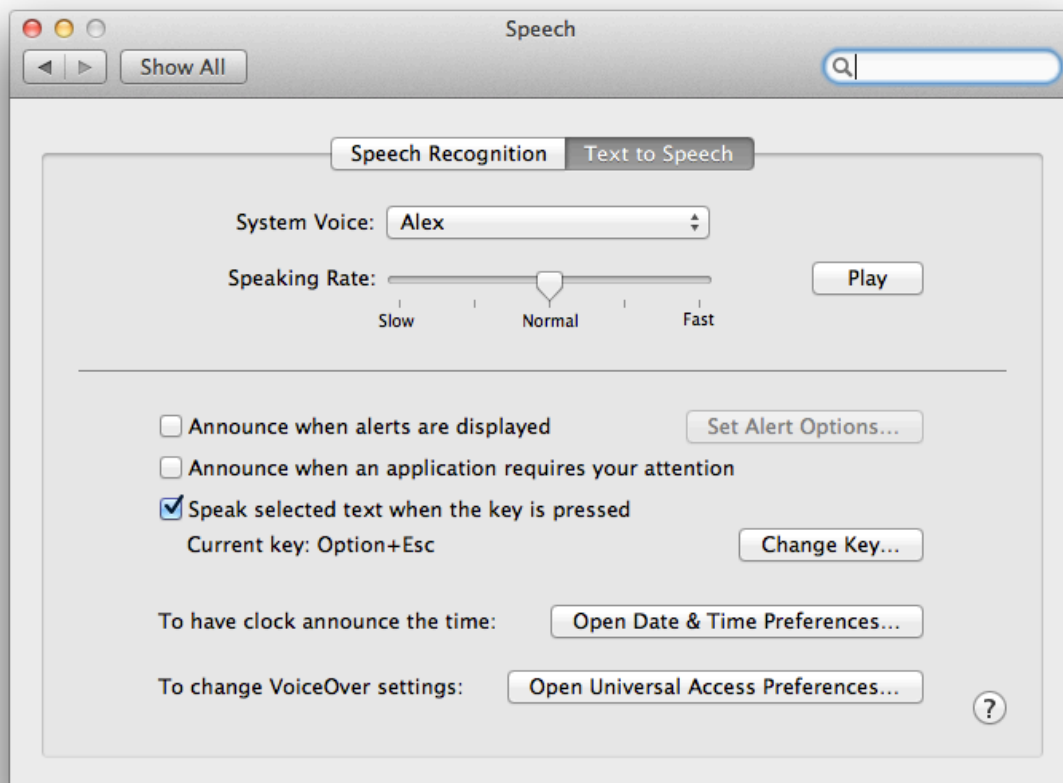 Speech
Show All
Speech Recognition Text to Speech
System Voice: Alex
Speaking Rate: Play
Slow Normal Fast
Announce when alerts are displayed Set Alert Options...
Announce when an application requires your attention
Speak selected text when the key is pressed
Current key: Option+Esc Change Key...
To have clock announce the time: Open Date & Time Preferences...
To change VoiceOver settings: Open Universal Access Preferences...
?